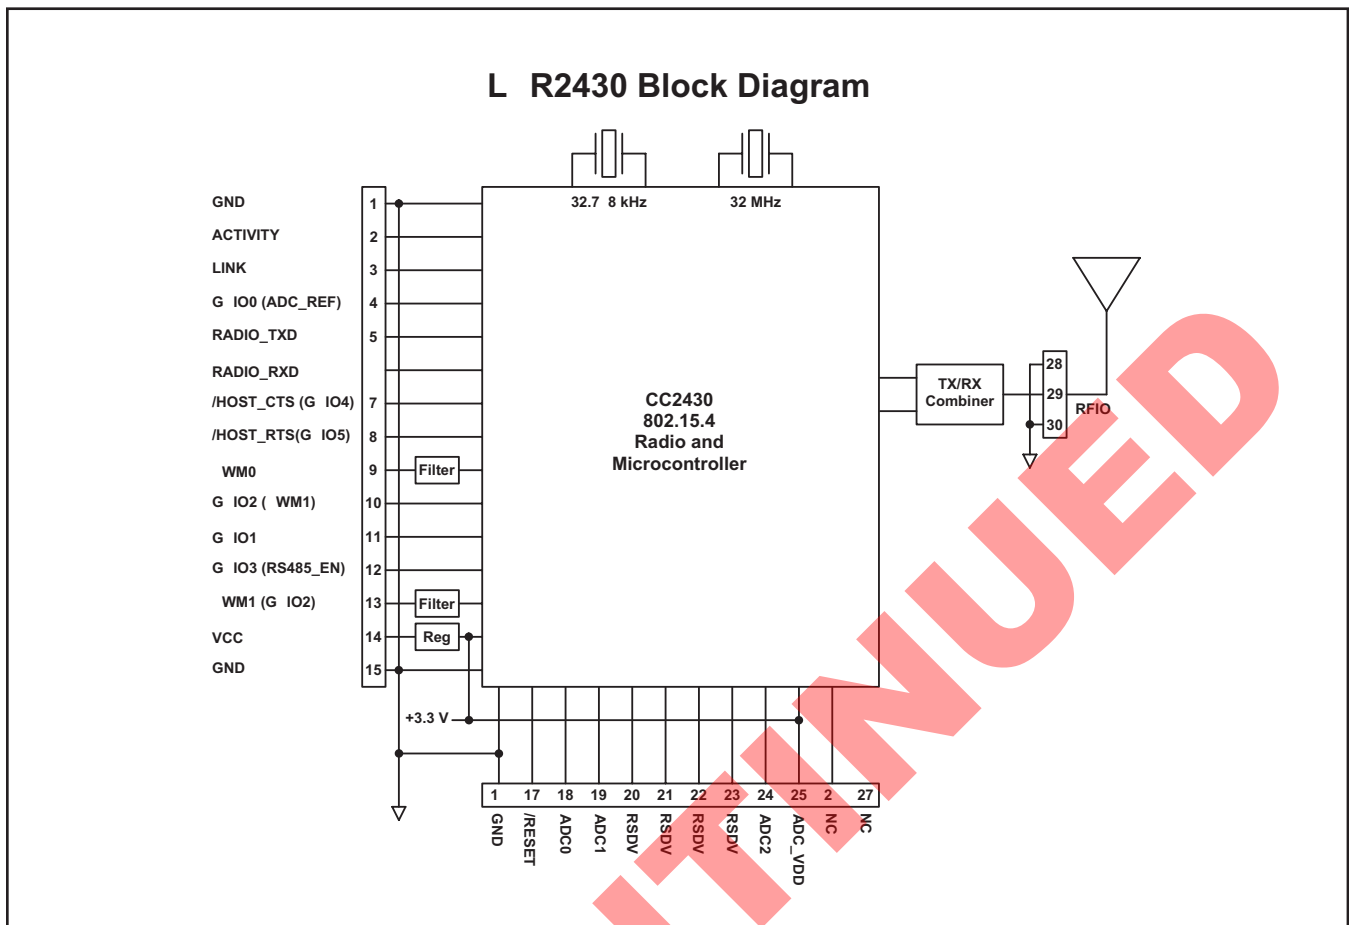 L R2430 Block Diagram
32.7 8 kHz
32 MHz
GND 1
ACTIVITY 2
LINK 3
G IO0 (ADC_REF) 4
RADIO_TXD 5
RADIO_RXD
/HOST_CTS (G IO4) 7
/HOST_RTS(G IO5) 8
WM0 9 Filter
G IO2 ( WM1) 10
G IO1 11
G IO3 (RS485_EN) 12
WM1 (G IO2) 13 Filter
VCC 14 Reg
GND 15
CC2430
802.15.4
Radio and
Microcontroller
TX/RX
Combiner
28
29
30
RFIO
+3.3 V
1 17 18 19 20 21 22 23 24 25 2 27
GND
/RESET
ADC0
ADC1
RSDV
RSDV
RSDV
RSDV
ADC2
ADC_VDD
NC
NC
NTINUED